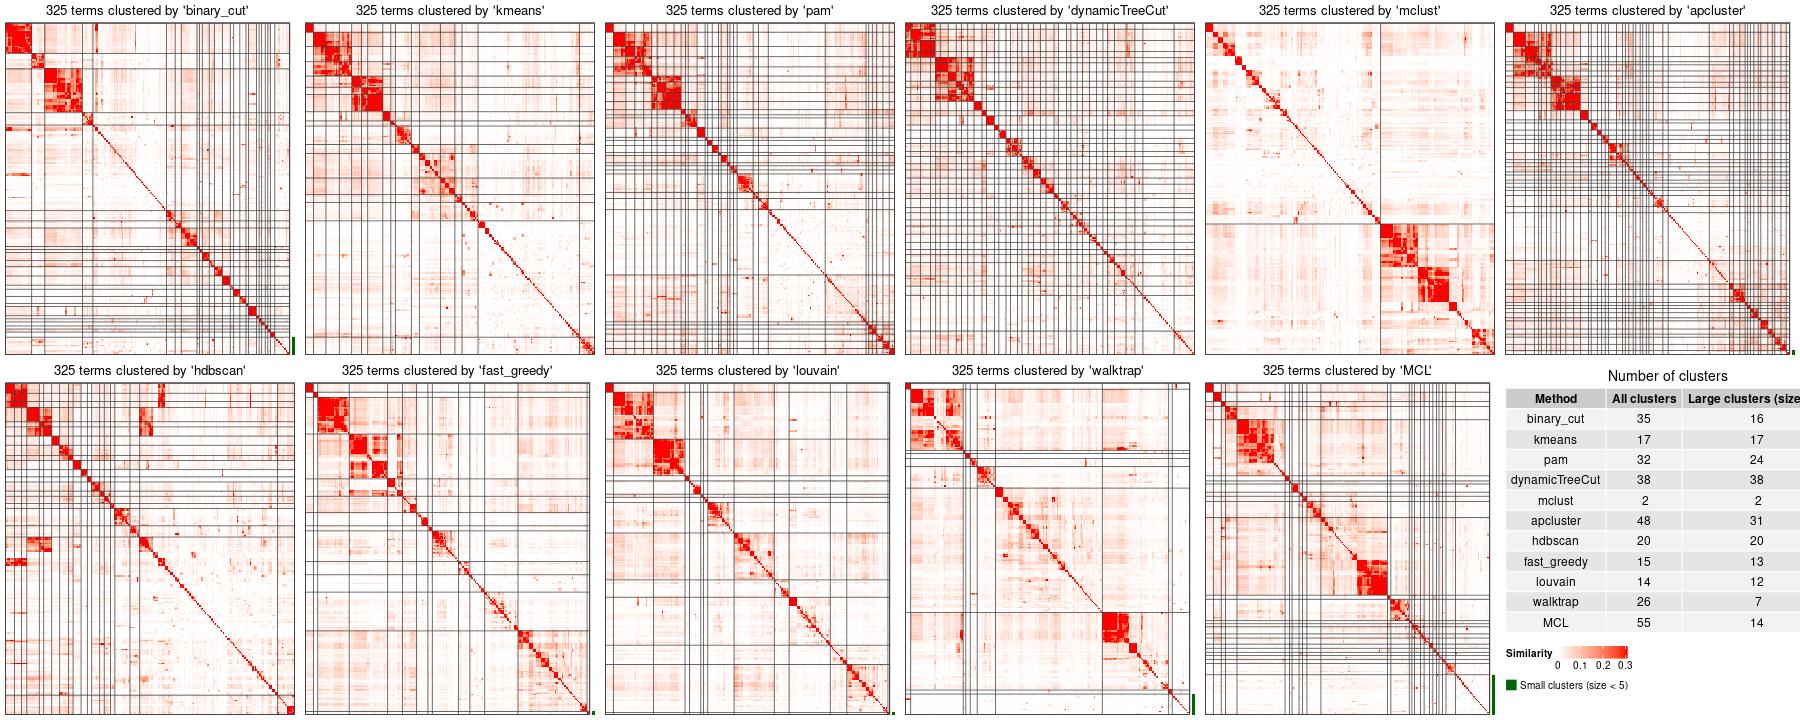 325 terms clustered by 'binary_cut'
325 terms clustered by 'kmeans'
325 terms clustered by 'pam'
325 terms clustered by 'dynamicTreeCut'
325 terms clustered by 'mclust'
325 terms clustered by 'apcluster'
325 terms clustered by 'hdbscan'
325 terms clustered by 'fast_greedy'
325 terms clustered by 'louvain'
325 terms clustered by 'walktrap'
325 terms clustered by 'MCL'
Number of clusters
Method All clusters Large clusters (size
binary_cut 35 16
kmeans 17 17
pam 32 24
dynamicTreeCut 38 38
mclust 2 2
apcluster 48 31
hdbscan 20 20
fast_greedy 15 13
louvain 14 12
walktrap 26 7
MCL 55 14
Similarity
0 0.1 0.2 0.3
Small clusters (size < 5)